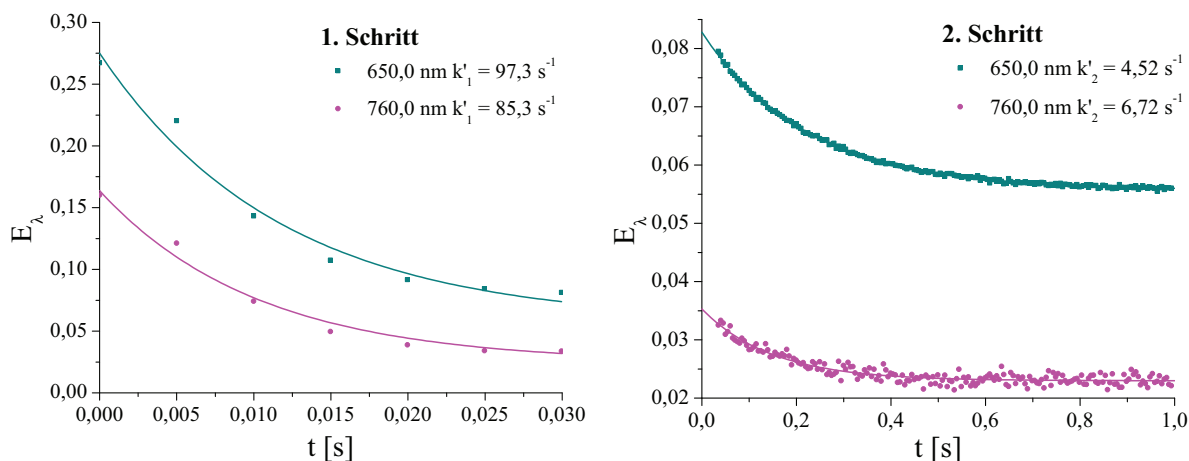 1. Schritt
650,0 nm k'₁ = 97,3 s⁻¹
760,0 nm k'₁ = 85,3 s⁻¹
0,30
0,25
0,20
0,15
0,10
0,05
0,00
E_λ
0,000 0,005 0,010 0,015 0,020 0,025 0,030
t [s]
2. Schritt
650,0 nm k'₂ = 4,52 s⁻¹
760,0 nm k'₂ = 6,72 s⁻¹
0,08
0,07
0,06
0,05
0,04
0,03
0,02
E_λ
0,0 0,2 0,4 0,6 0,8 1,0
t [s]